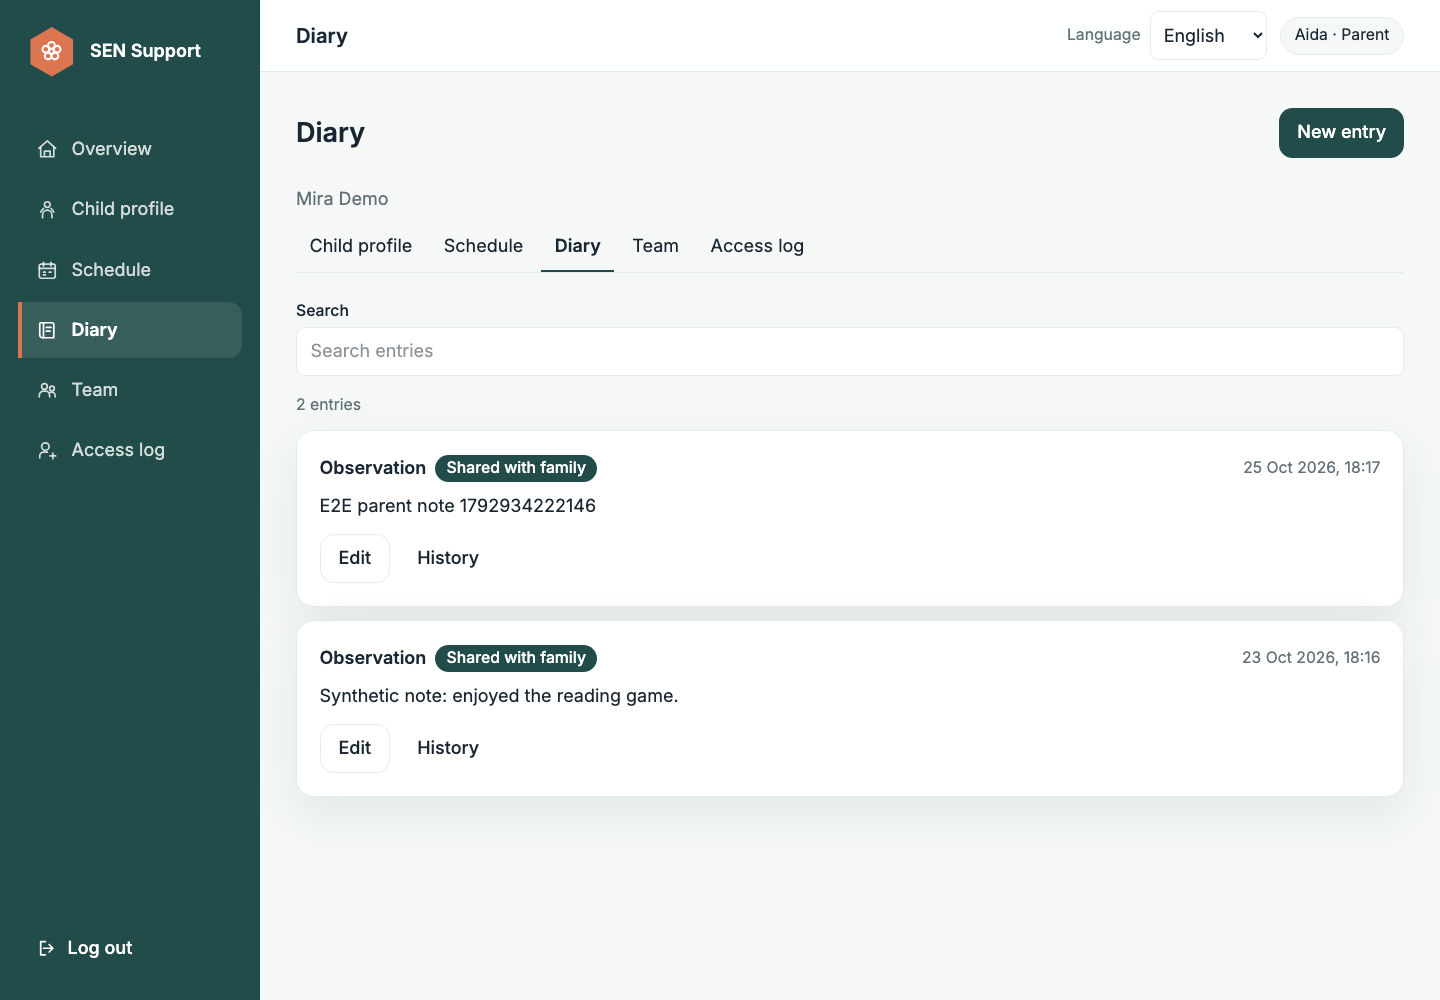 SEN Support
Overview
Child profile
Schedule
Diary
Team
Access log
Log out
Diary
Language
English
Aida · Parent
Diary
New entry
Mira Demo
Child profile
Schedule
Diary
Team
Access log
Search
Search entries
2 entries
Observation
Shared with family
25 Oct 2026, 18:17
E2E parent note 1792934222146
Edit
History
Observation
Shared with family
23 Oct 2026, 18:16
Synthetic note: enjoyed the reading game.
Edit
History